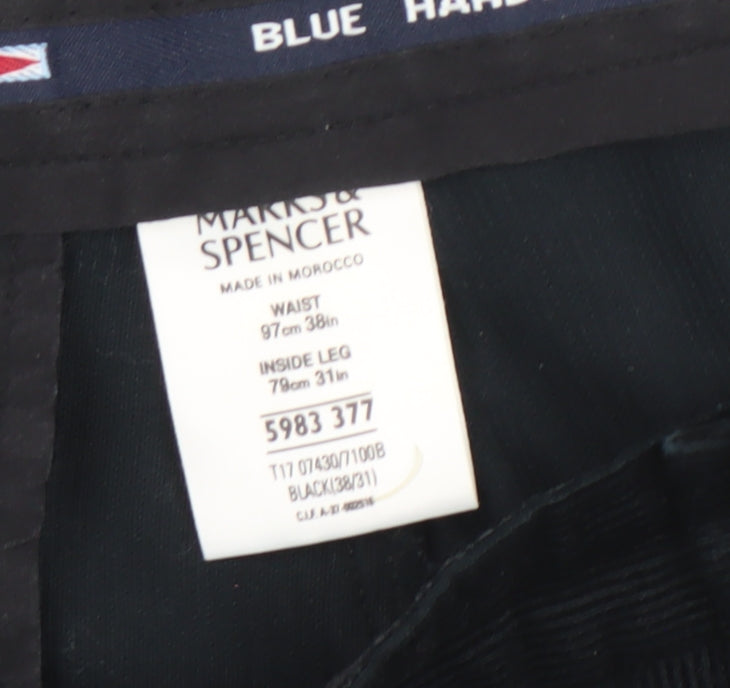 BLUE
MARKS &
SPENCER
MADE IN MOROCCO
WAIST
97cm 38in
INSIDE LEG
79cm 31in
5983 377
T17 07430/7100B
BLACK(38/31)